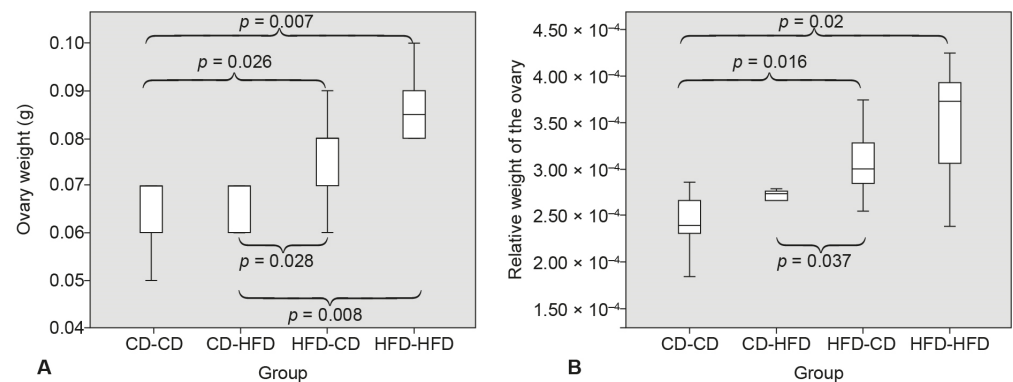 p = 0.007
p = 0.026
p = 0.028
p = 0.008
Ovary weight (g)
0.10
0.09
0.08
0.07
0.06
0.05
0.04
CD-CD CD-HFD HFD-CD HFD-HFD
Group
A
p = 0.02
p = 0.016
p = 0.037
Relative weight of the ovary
4.50 × 10⁻⁴
4.00 × 10⁻⁴
3.50 × 10⁻⁴
3.00 × 10⁻⁴
2.50 × 10⁻⁴
2.00 × 10⁻⁴
1.50 × 10⁻⁴
CD-CD CD-HFD HFD-CD HFD-HFD
Group
B